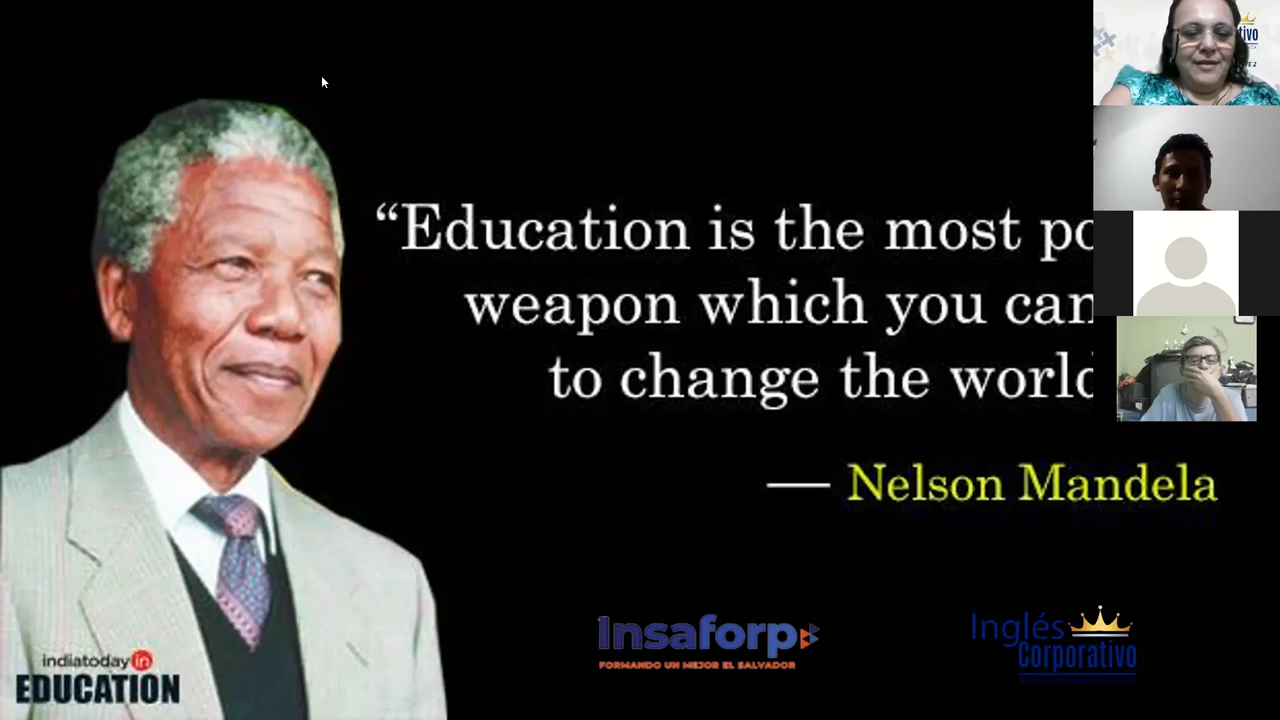 “Education is the most po
weapon which you can
to change the world
— Nelson Mandela
Insaforp
FORMANDO UN MEJOR EL SALVADOR
Inglés
Corporativo
indiatoday in
EDUCATION
tivo